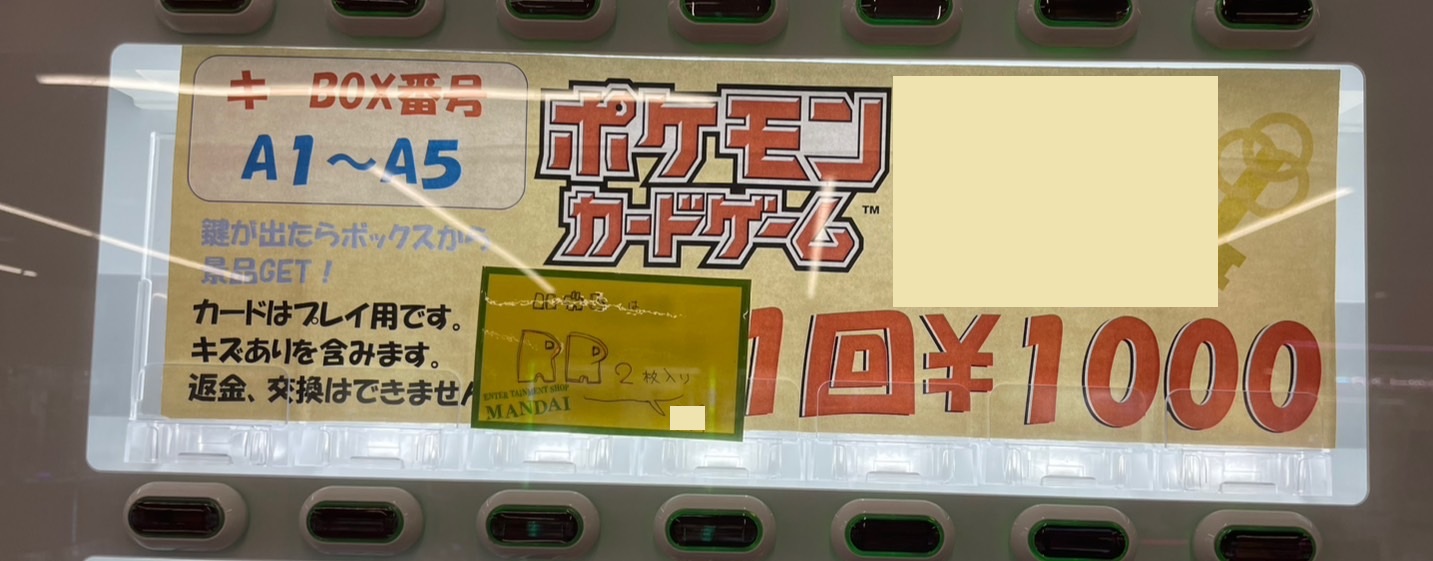 キ BOX番号
A1～A5
鍵が出たらボックスから
景品GET！
カードはプレイ用です。
キズありを含みます。
返金、交換はできません
ポケモン
カードゲーム™
RR 2枚入り
ENTERTAINMENT SHOP
MANDAI
1回￥1000